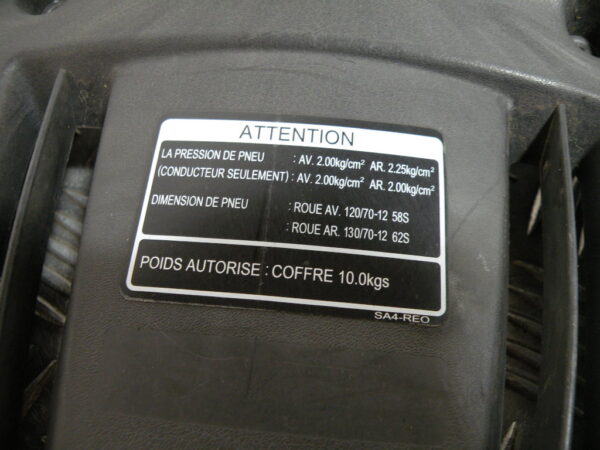 ATTENTION
LA PRESSION DE PNEU : AV. 2.00kg/cm² AR. 2.25kg/cm²
(CONDUCTEUR SEULEMENT) : AV. 2.00kg/cm² AR. 2.00kg/cm²
DIMENSION DE PNEU : ROUE AV. 120/70-12 58S
: ROUE AR. 130/70-12 62S
POIDS AUTORISE : COFFRE 10.0kgs
SA4-REO